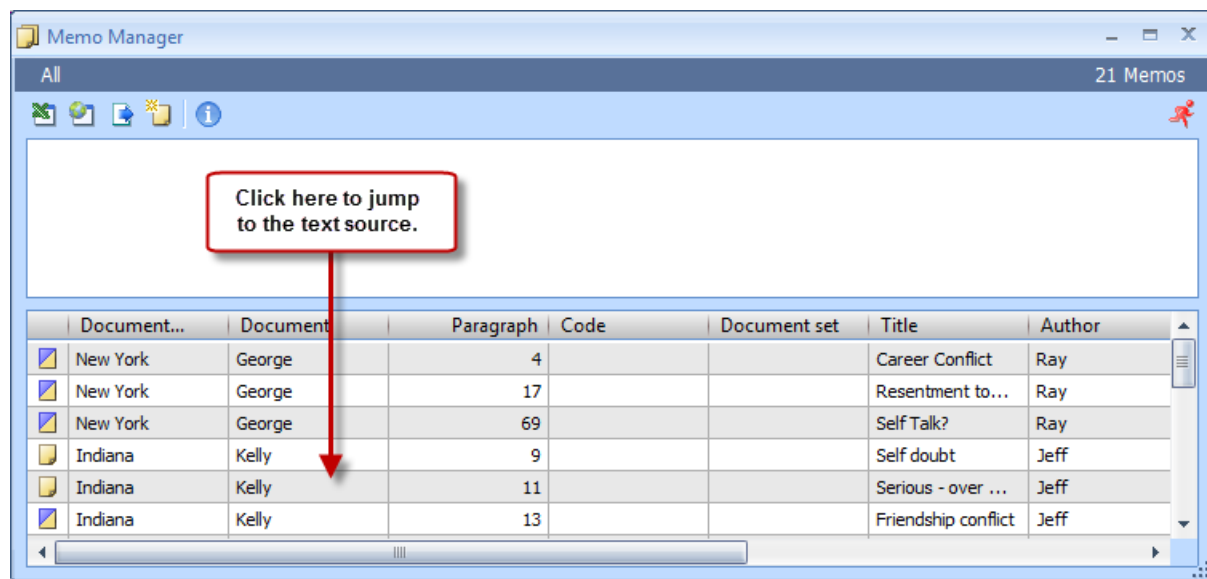 Memo Manager
All 21 Memos
Click here to jump
to the text source.
Document... Document Paragraph Code Document set Title Author
New York George 4 Career Conflict Ray
New York George 17 Resentment to... Ray
New York George 69 Self Talk? Ray
Indiana Kelly 9 Self doubt Jeff
Indiana Kelly 11 Serious - over ... Jeff
Indiana Kelly 13 Friendship conflict Jeff